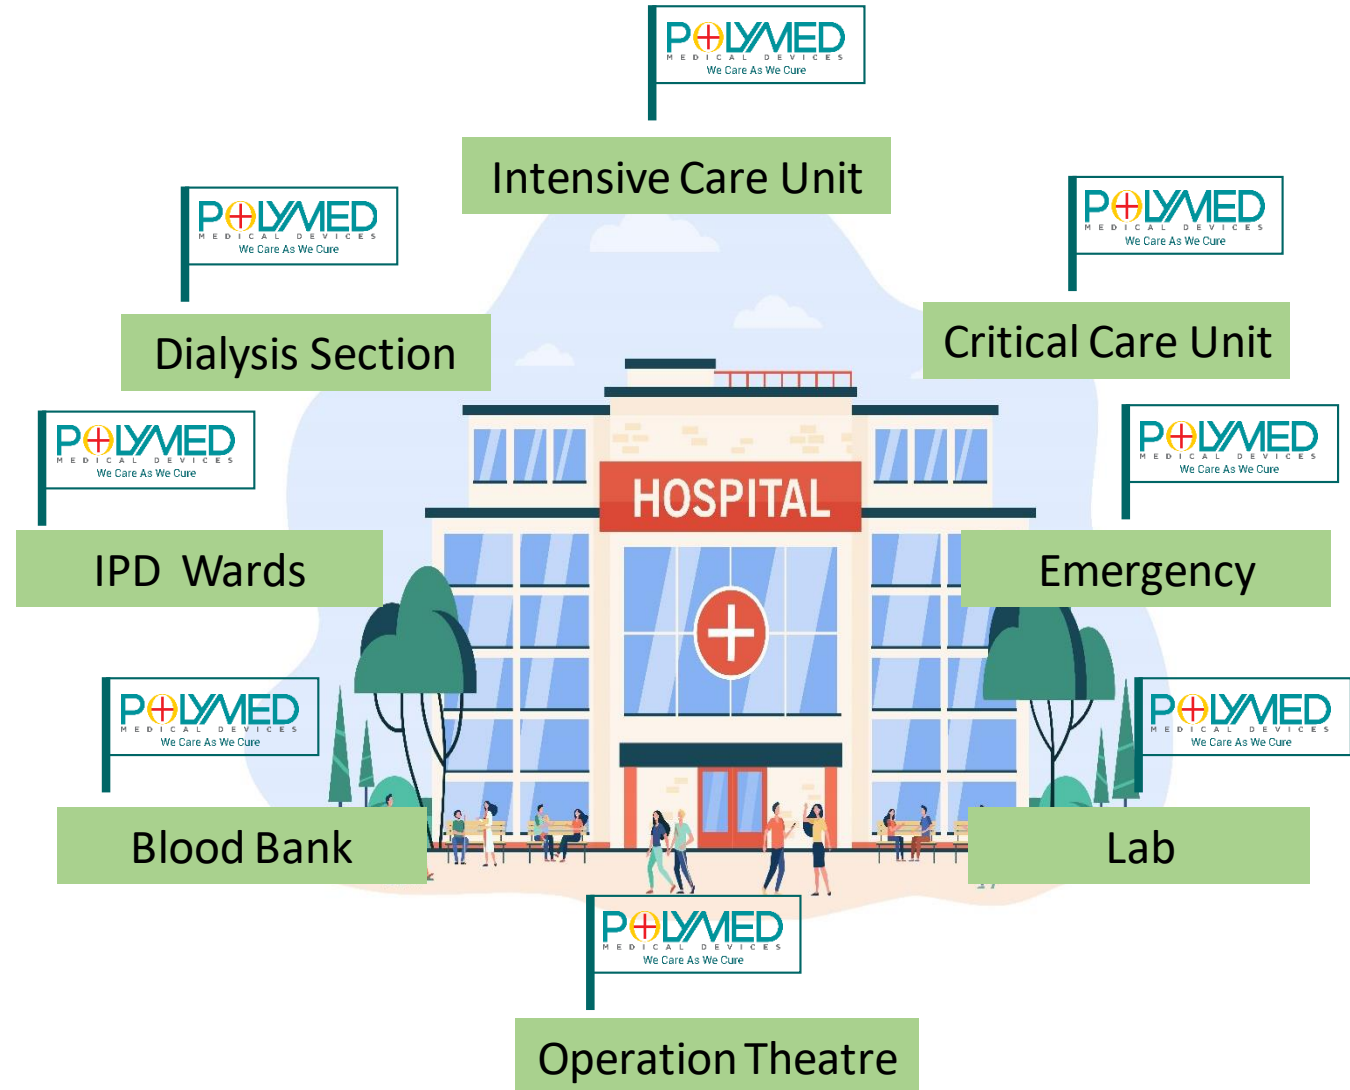 POLYMED
MEDICAL DEVICES
We Care As We Cure
Intensive Care Unit
POLYMED
MEDICAL DEVICES
We Care As We Cure
Dialysis Section
POLYMED
MEDICAL DEVICES
We Care As We Cure
Critical Care Unit
POLYMED
MEDICAL DEVICES
We Care As We Cure
IPD Wards
POLYMED
MEDICAL DEVICES
We Care As We Cure
Emergency
HOSPITAL
POLYMED
MEDICAL DEVICES
We Care As We Cure
Blood Bank
POLYMED
MEDICAL DEVICES
We Care As We Cure
Lab
POLYMED
MEDICAL DEVICES
We Care As We Cure
Operation Theatre